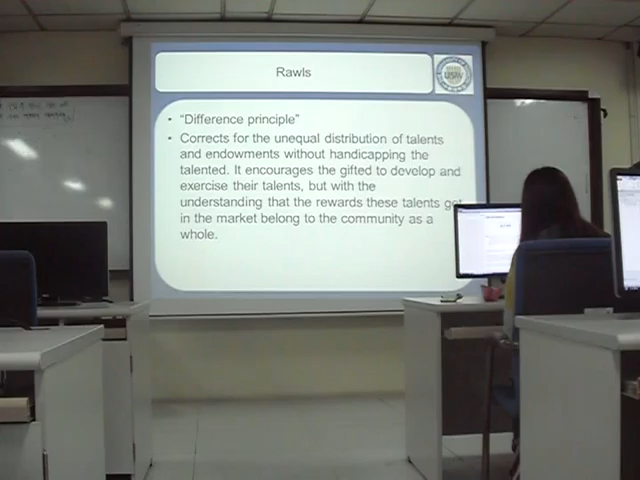 Rawls
• “Difference principle”
• Corrects for the unequal distribution of talents
and endowments without handicapping the
talented. It encourages the gifted to develop and
exercise their talents, but with the
understanding that the rewards these talents get
in the market belong to the community as a
whole.